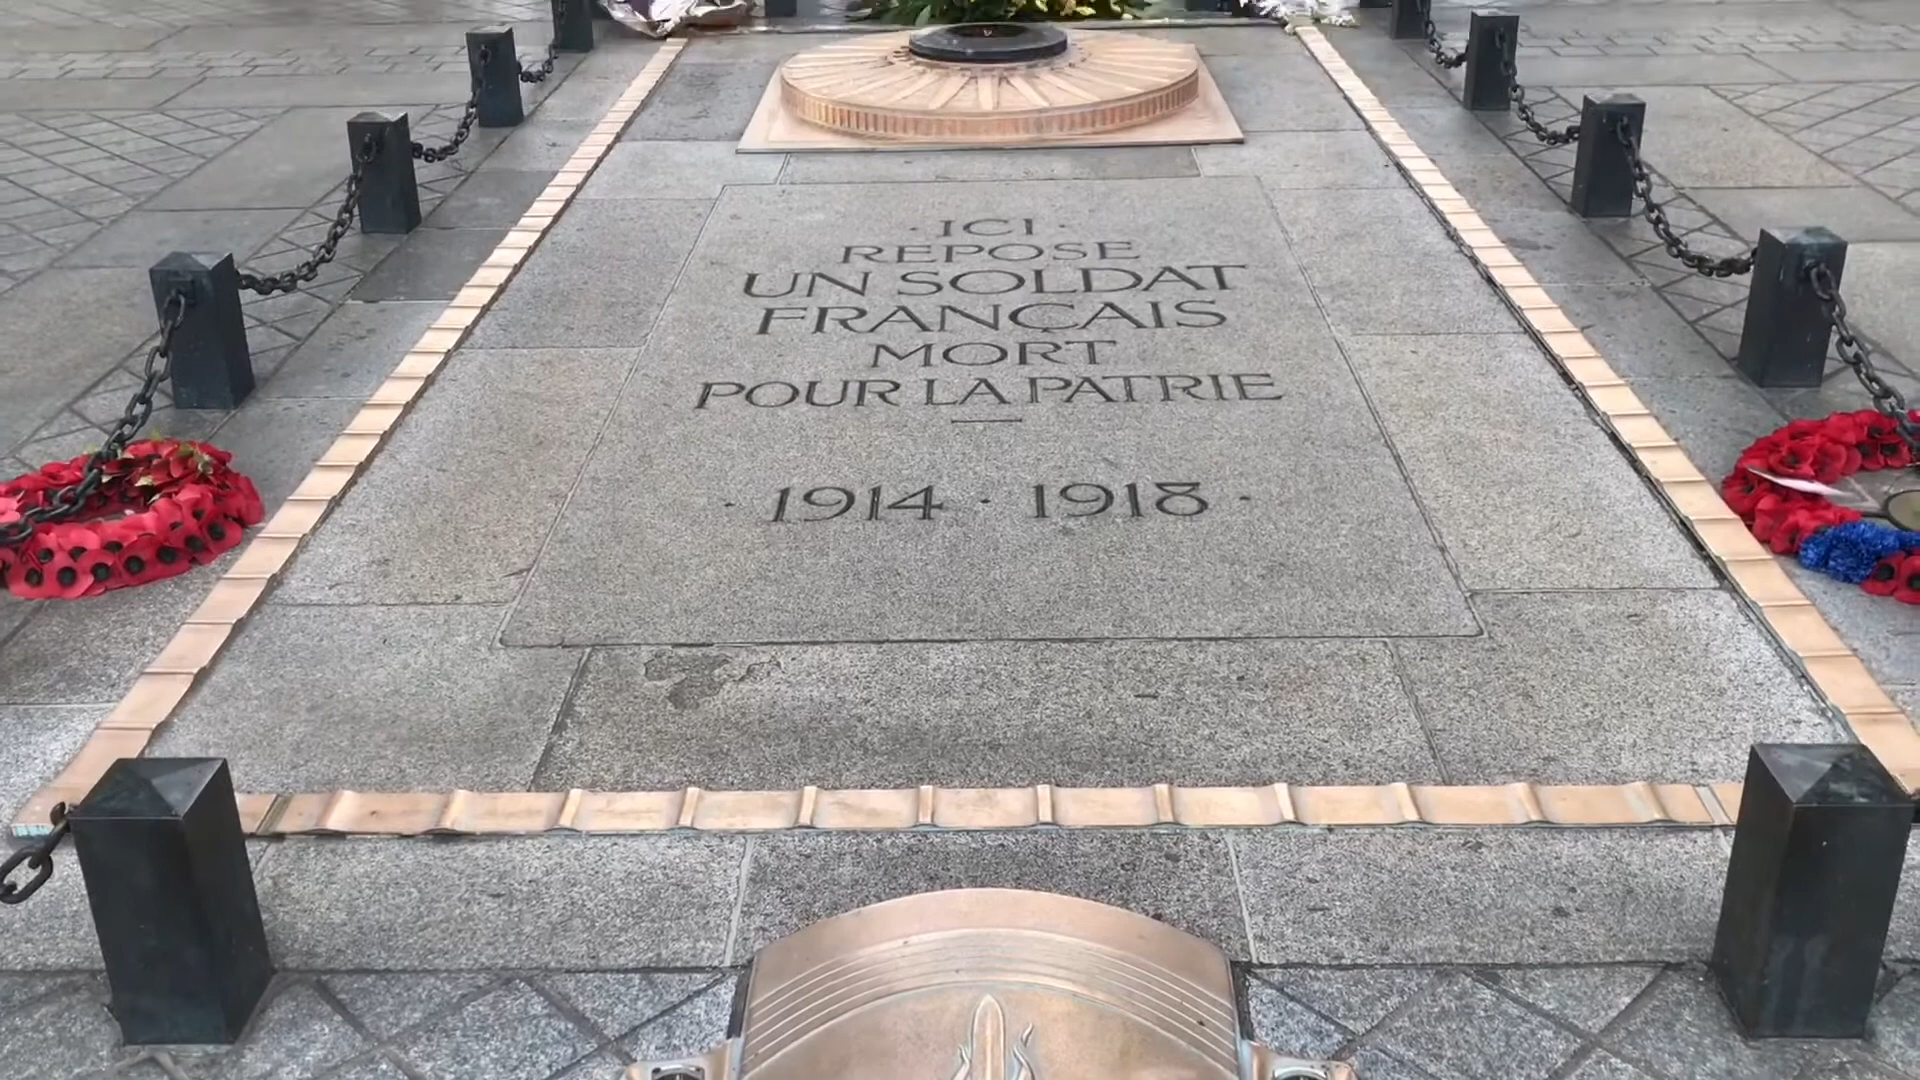 · ICI ·
REPOSE
UN SOLDAT
FRANÇAIS
MORT
POUR LA PATRIE
· 1914 · 1918 ·